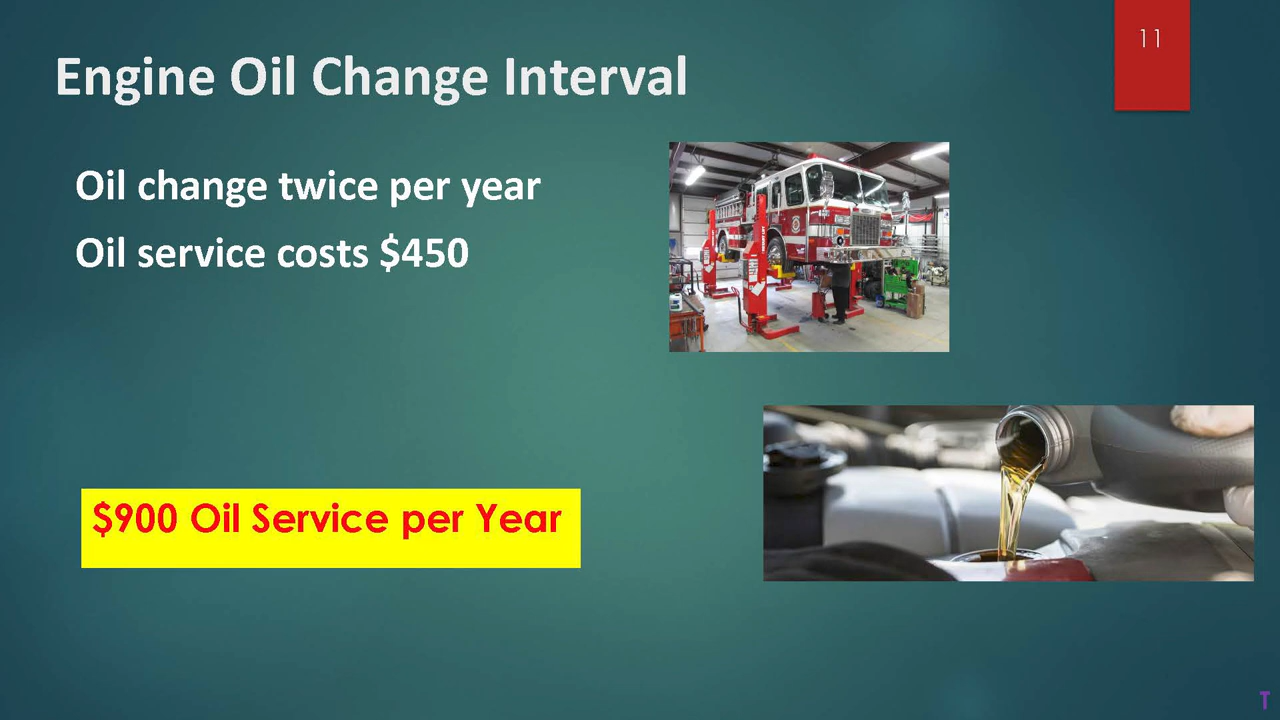 11
Engine Oil Change Interval
Oil change twice per year
Oil service costs $450
$900 Oil Service per Year
T